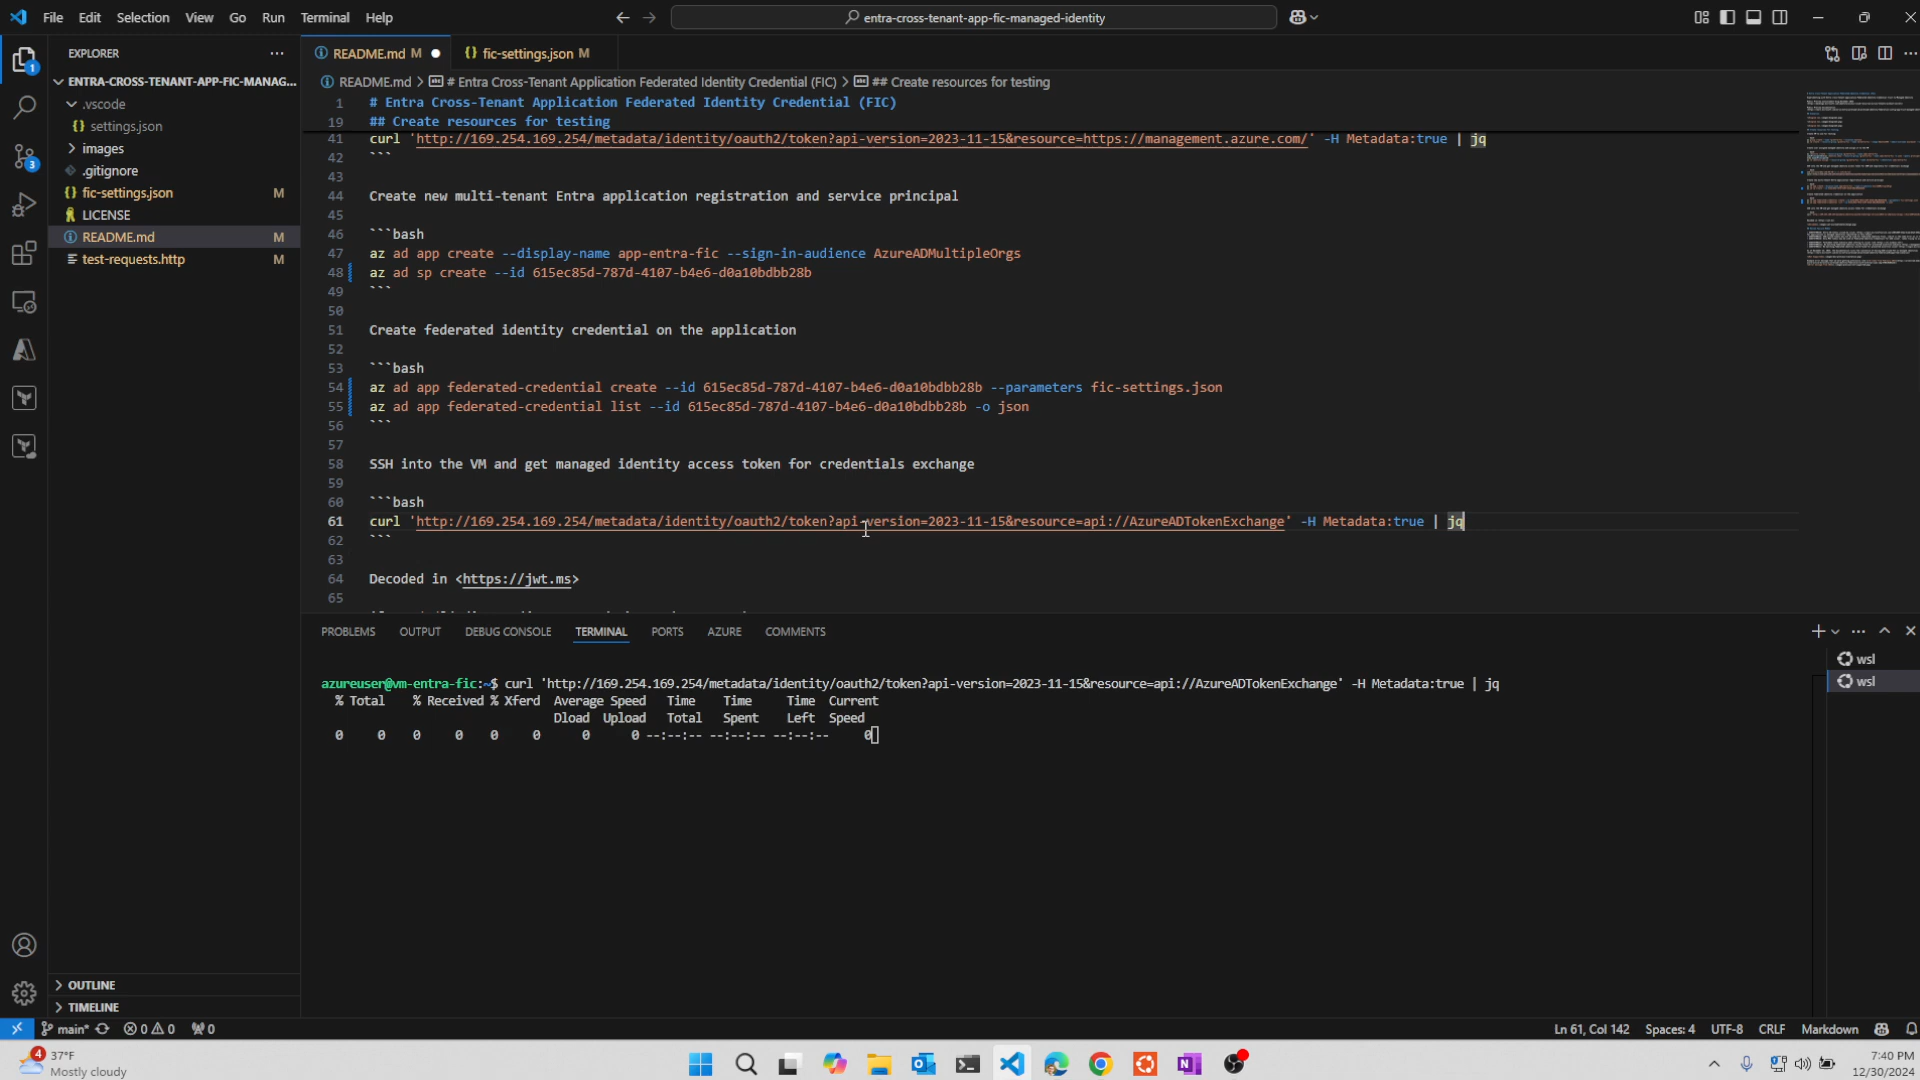 File Edit Selection View Go Run Terminal Help
entra-cross-tenant-app-fic-managed-identity
EXPLORER
ENTRA-CROSS-TENANT-APP-FIC-MANAG...
.vscode
settings.json
images
.gitignore
fic-settings.json M
LICENSE
README.md M
test-requests.http M
OUTLINE
TIMELINE
1
3
README.md M
fic-settings.json M
README.md > # Entra Cross-Tenant Application Federated Identity Credential (FIC) > ## Create resources for testing
1 # Entra Cross-Tenant Application Federated Identity Credential (FIC)
19 ## Create resources for testing
41 curl 'http://169.254.169.254/metadata/identity/oauth2/token?api-version=2023-11-15&resource=https://management.azure.com/' -H Metadata:true | jq
42 ```
43
44 Create new multi-tenant Entra application registration and service principal
45
46 ```bash
47 az ad app create --display-name app-entra-fic --sign-in-audience AzureADMultipleOrgs
48 az ad sp create --id 615ec85d-787d-4107-b4e6-d0a10bdbb28b
49 ```
50
51 Create federated identity credential on the application
52
53 ```bash
54 az ad app federated-credential create --id 615ec85d-787d-4107-b4e6-d0a10bdbb28b --parameters fic-settings.json
55 az ad app federated-credential list --id 615ec85d-787d-4107-b4e6-d0a10bdbb28b -o json
56 ```
57
58 SSH into the VM and get managed identity access token for credentials exchange
59
60 ```bash
61 curl 'http://169.254.169.254/metadata/identity/oauth2/token?api-version=2023-11-15&resource=api://AzureADTokenExchange' -H Metadata:true | jq
62 ```
63
64 Decoded in <https://jwt.ms>
65
PROBLEMS OUTPUT DEBUG CONSOLE TERMINAL PORTS AZURE COMMENTS
wsl
wsl
azureuser@vm-entra-fic:~$ curl 'http://169.254.169.254/metadata/identity/oauth2/token?api-version=2023-11-15&resource=api://AzureADTokenExchange' -H Metadata:true | jq
% Total % Received % Xferd Average Speed Time Time Time Current
Dload Upload Total Spent Left Speed
0 0 0 0 0 0 0 0 --:--:-- --:--:-- --:--:-- 0
main* 0 0 0
Ln 61, Col 142 Spaces: 4 UTF-8 CRLF Markdown
4
37°F
Mostly cloudy
7:40 PM
12/30/2024